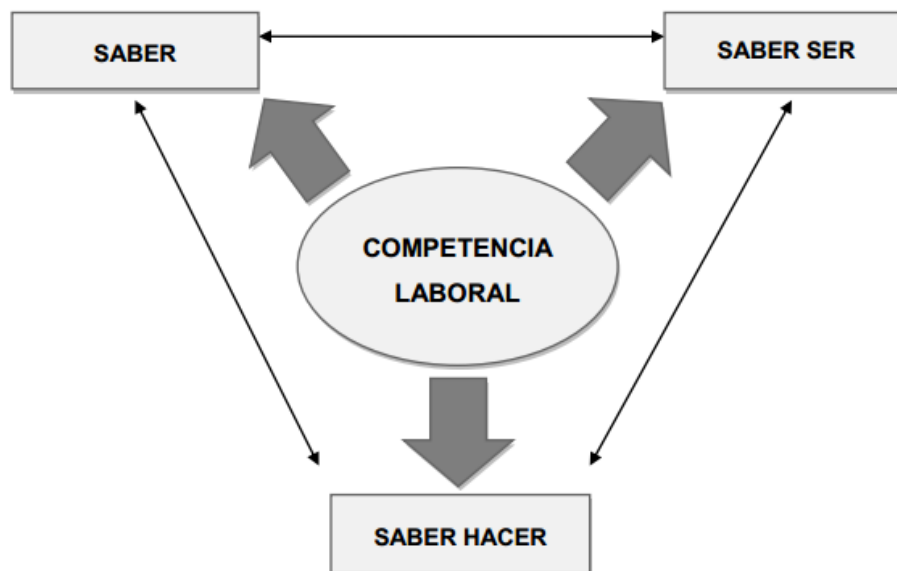 SABER
SABER SER
COMPETENCIA
LABORAL
SABER HACER